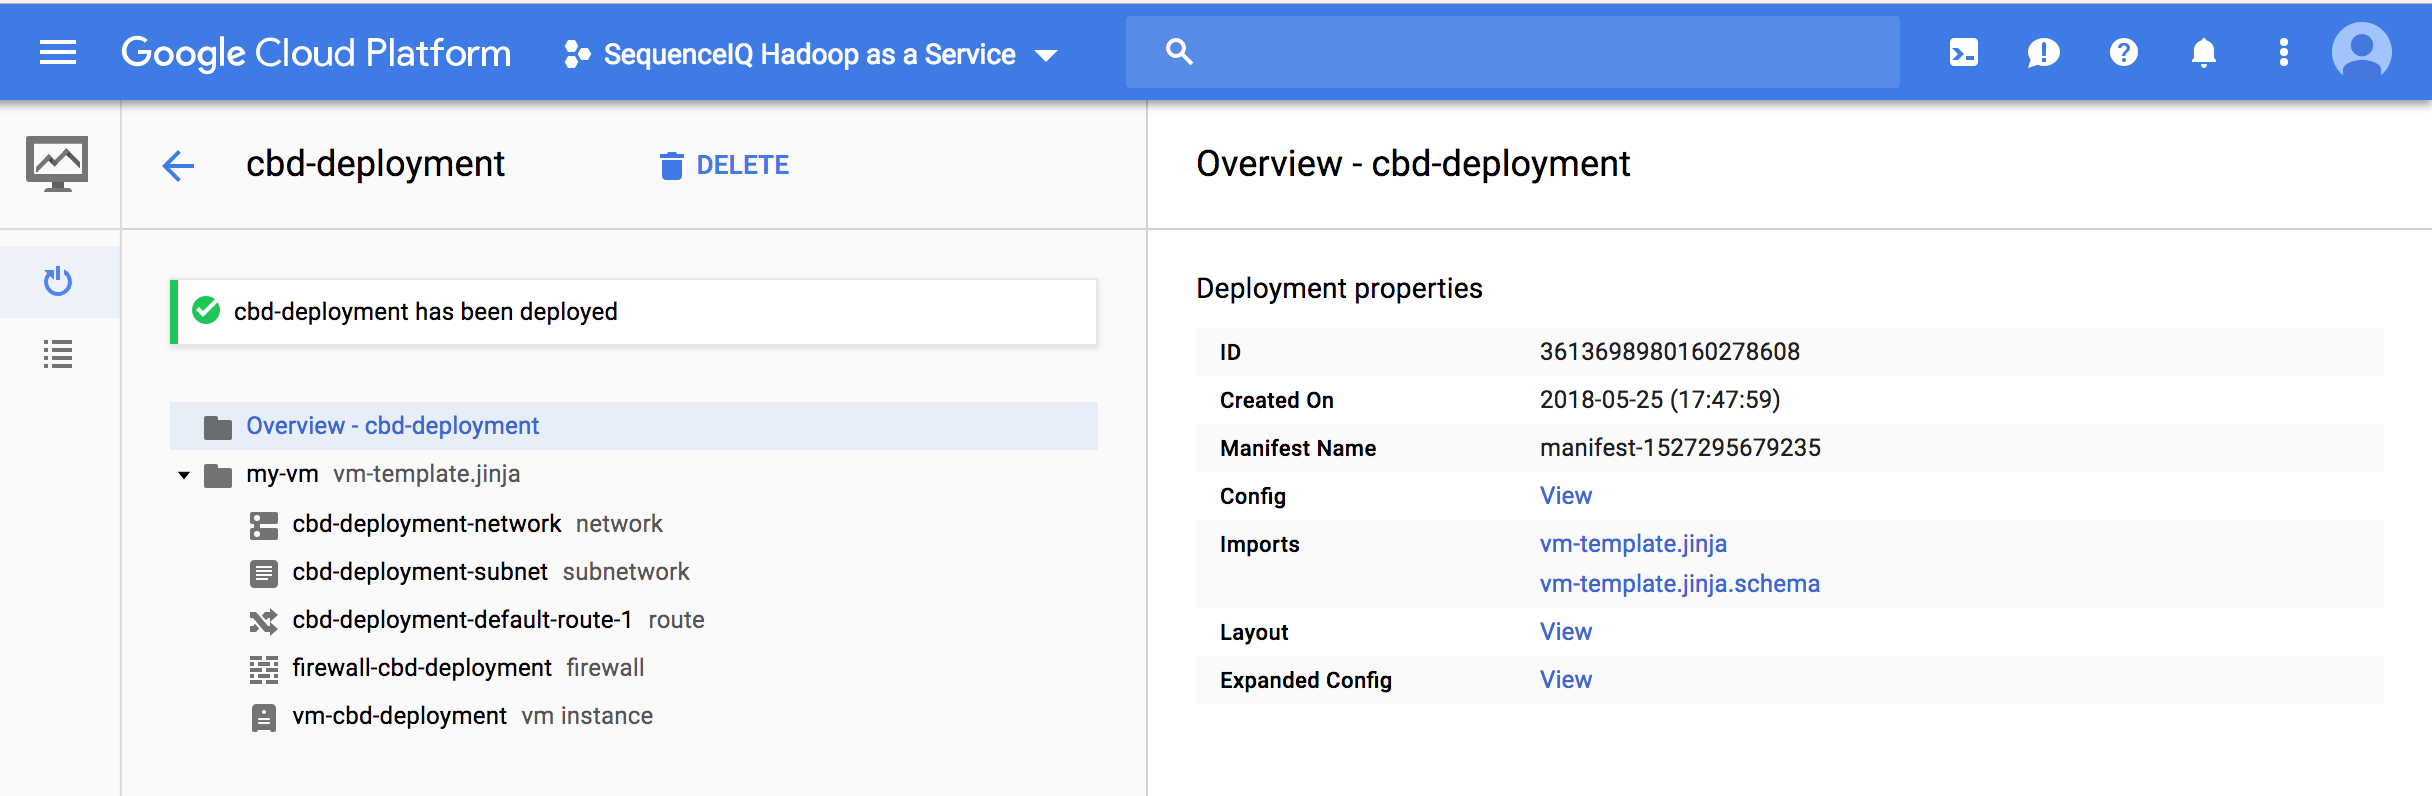 Google Cloud Platform SequenceIQ Hadoop as a Service
cbd-deployment DELETE
cbd-deployment has been deployed
Overview - cbd-deployment
my-vm vm-template.jinja
cbd-deployment-network network
cbd-deployment-subnet subnetwork
cbd-deployment-default-route-1 route
firewall-cbd-deployment firewall
vm-cbd-deployment vm instance
Overview - cbd-deployment
Deployment properties
ID 3613698980160278608
Created On 2018-05-25 (17:47:59)
Manifest Name manifest-1527295679235
Config View
Imports vm-template.jinja
vm-template.jinja.schema
Layout View
Expanded Config View